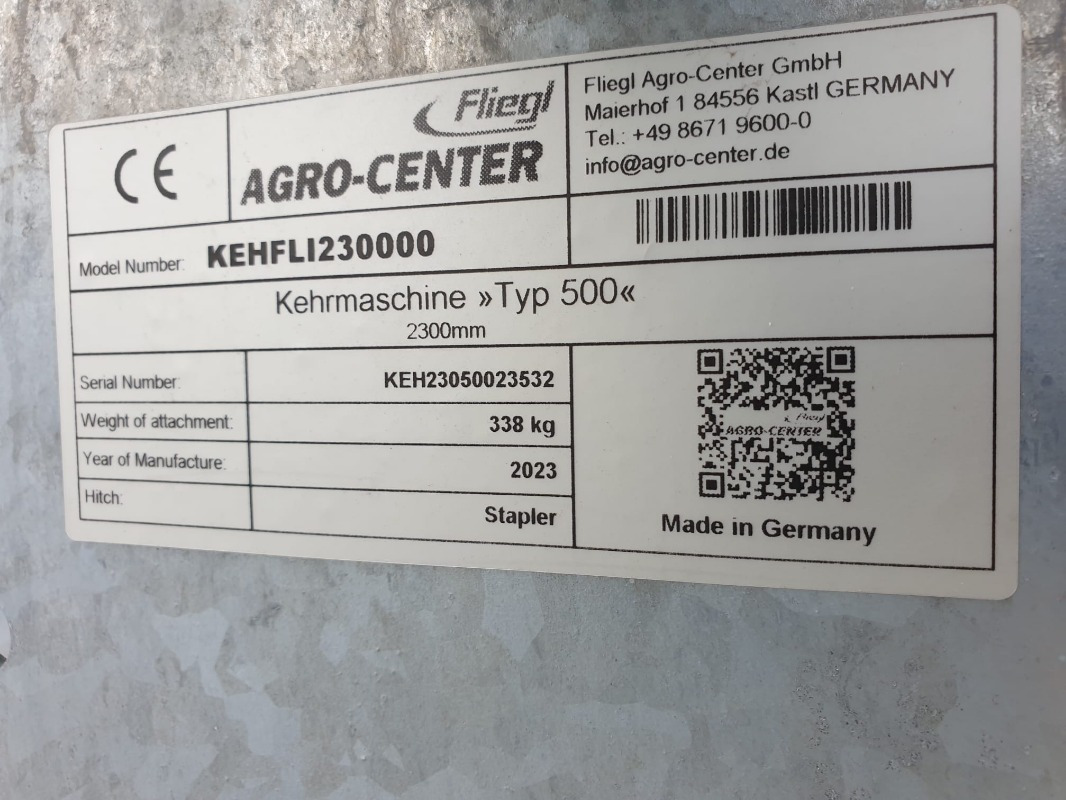 CE
Fliegl
AGRO-CENTER
Fliegl Agro-Center GmbH
Maierhof 1 84556 Kastl GERMANY
Tel.: +49 8671 9600-0
info@agro-center.de
Model Number: KEHFLI230000
Kehrmaschine »Typ 500«
2300mm
Serial Number: KEH23050023532
Weight of attachment: 338 kg
Year of Manufacture: 2023
Hitch: Stapler
Fliegl
AGRO-CENTER
Made in Germany